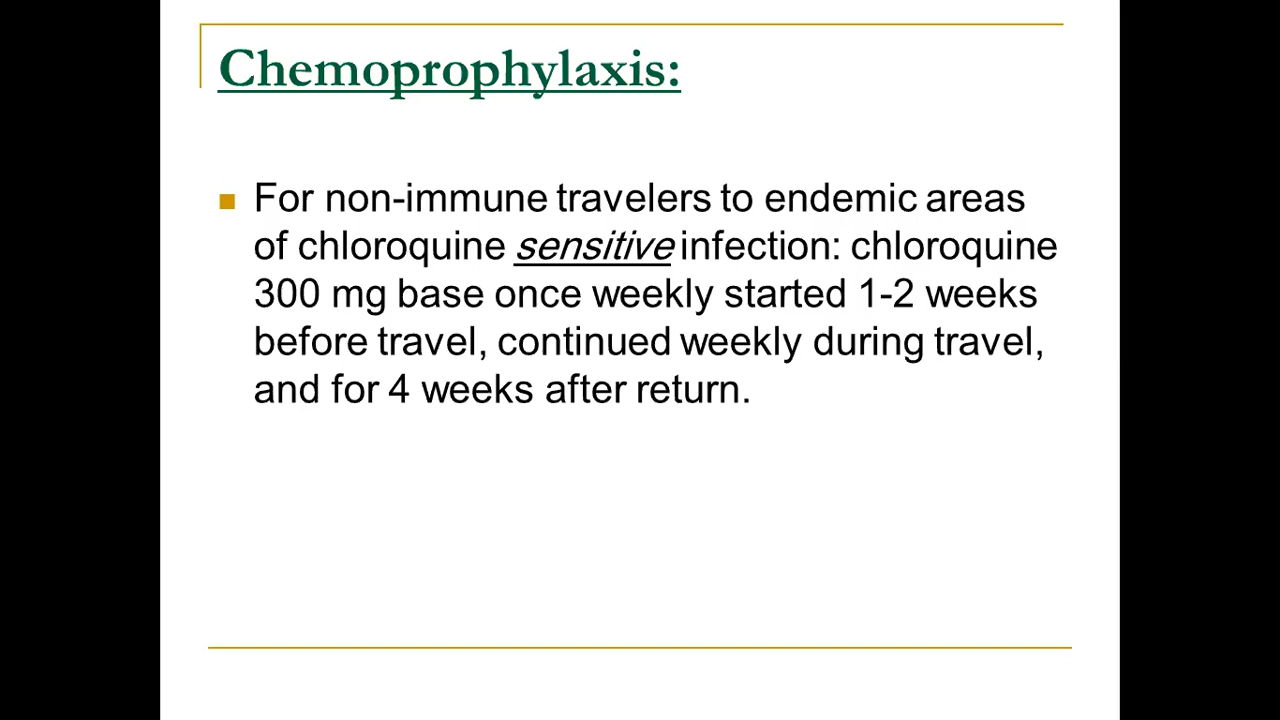 Chemoprophylaxis:
For non-immune travelers to endemic areas
of chloroquine sensitive infection: chloroquine
300 mg base once weekly started 1-2 weeks
before travel, continued weekly during travel,
and for 4 weeks after return.